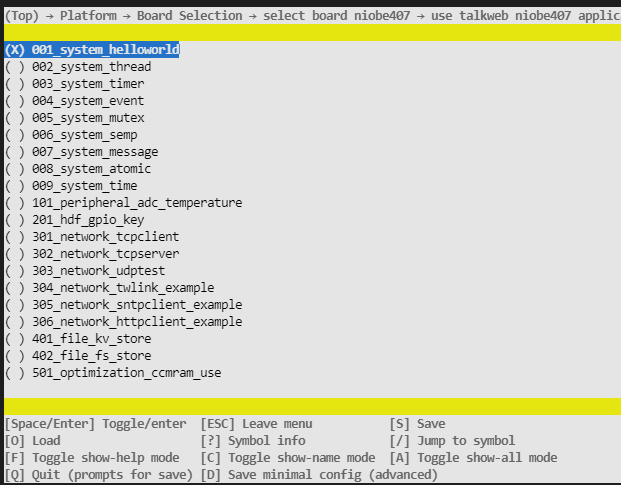 (Top) → Platform → Board Selection → select board niobe407 → use talkweb niobe407 applic
(X) 001_system_helloworld
( ) 002_system_thread
( ) 003_system_timer
( ) 004_system_event
( ) 005_system_mutex
( ) 006_system_semp
( ) 007_system_message
( ) 008_system_atomic
( ) 009_system_time
( ) 101_peripheral_adc_temperature
( ) 201_hdf_gpio_key
( ) 301_network_tcpclient
( ) 302_network_tcpserver
( ) 303_network_udptest
( ) 304_network_twlink_example
( ) 305_network_sntpclient_example
( ) 306_network_httpclient_example
( ) 401_file_kv_store
( ) 402_file_fs_store
( ) 501_optimization_ccmram_use
[Space/Enter] Toggle/enter [ESC] Leave menu [S] Save
[O] Load [?] Symbol info [/] Jump to symbol
[F] Toggle show-help mode [C] Toggle show-name mode [A] Toggle show-all mode
[Q] Quit (prompts for save) [D] Save minimal config (advanced)